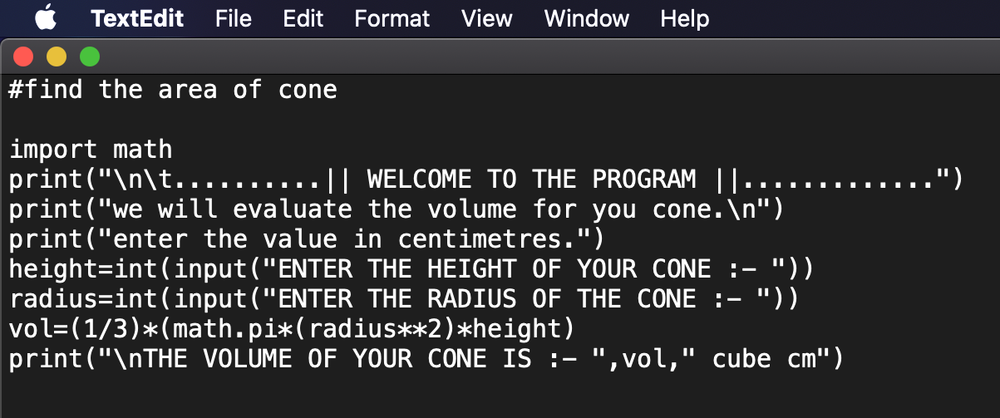 TextEdit File Edit Format View Window Help
#find the area of cone
import math
print("\n\t..........|| WELCOME TO THE PROGRAM ||.............")
print("we will evaluate the volume for you cone.\n")
print("enter the value in centimetres.")
height=int(input("ENTER THE HEIGHT OF YOUR CONE :- "))
radius=int(input("ENTER THE RADIUS OF THE CONE :- "))
vol=(1/3)*(math.pi*(radius**2)*height)
print("\nTHE VOLUME OF YOUR CONE IS :- ",vol," cube cm")